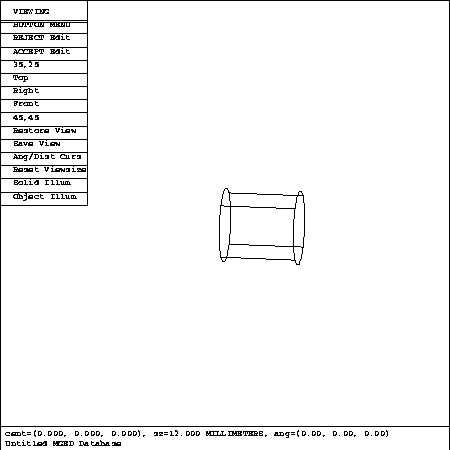 VIEWING
BUTTON MENU
REJECT Edit
ACCEPT Edit
35,25
Top
Right
Front
45,45
Restore View
Save View
Ang/Dist Curs
Reset Viewsize
Solid Illum
Object Illum
cent=(0.000, 0.000, 0.000), sz=12.000 MILLIMETERS, ang=(0.00, 0.00, 0.00)
Untitled MGED Database